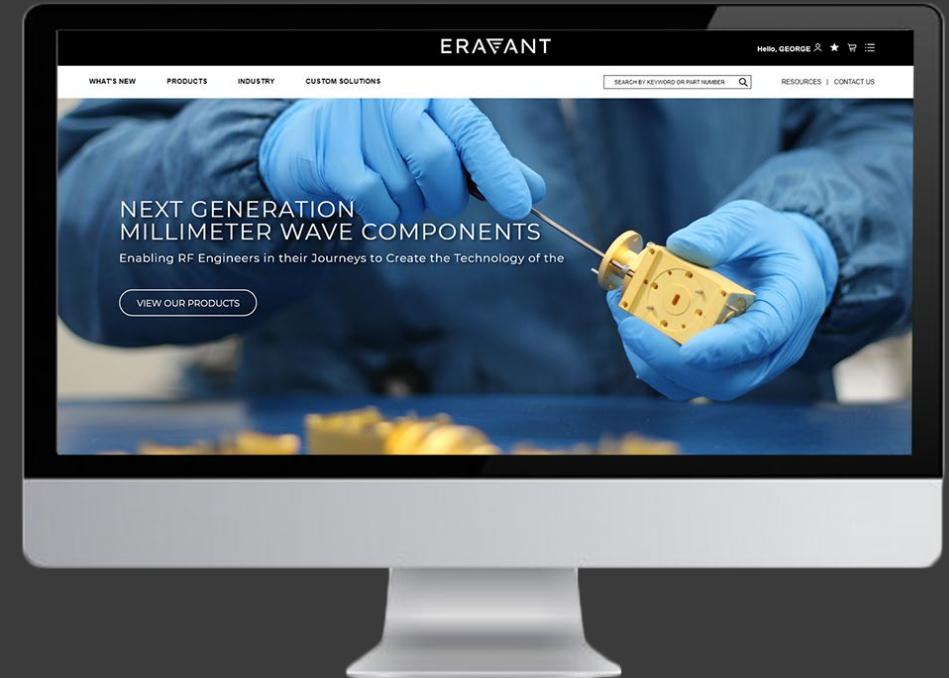 ERAVANT
Hello, GEORGE
WHAT'S NEW PRODUCTS INDUSTRY CUSTOM SOLUTIONS
SEARCH BY KEYWORD OR PART NUMBER
RESOURCES | CONTACT US
NEXT GENERATION
MILLIMETER WAVE COMPONENTS
Enabling RF Engineers in their Journeys to Create the Technology of the
VIEW OUR PRODUCTS